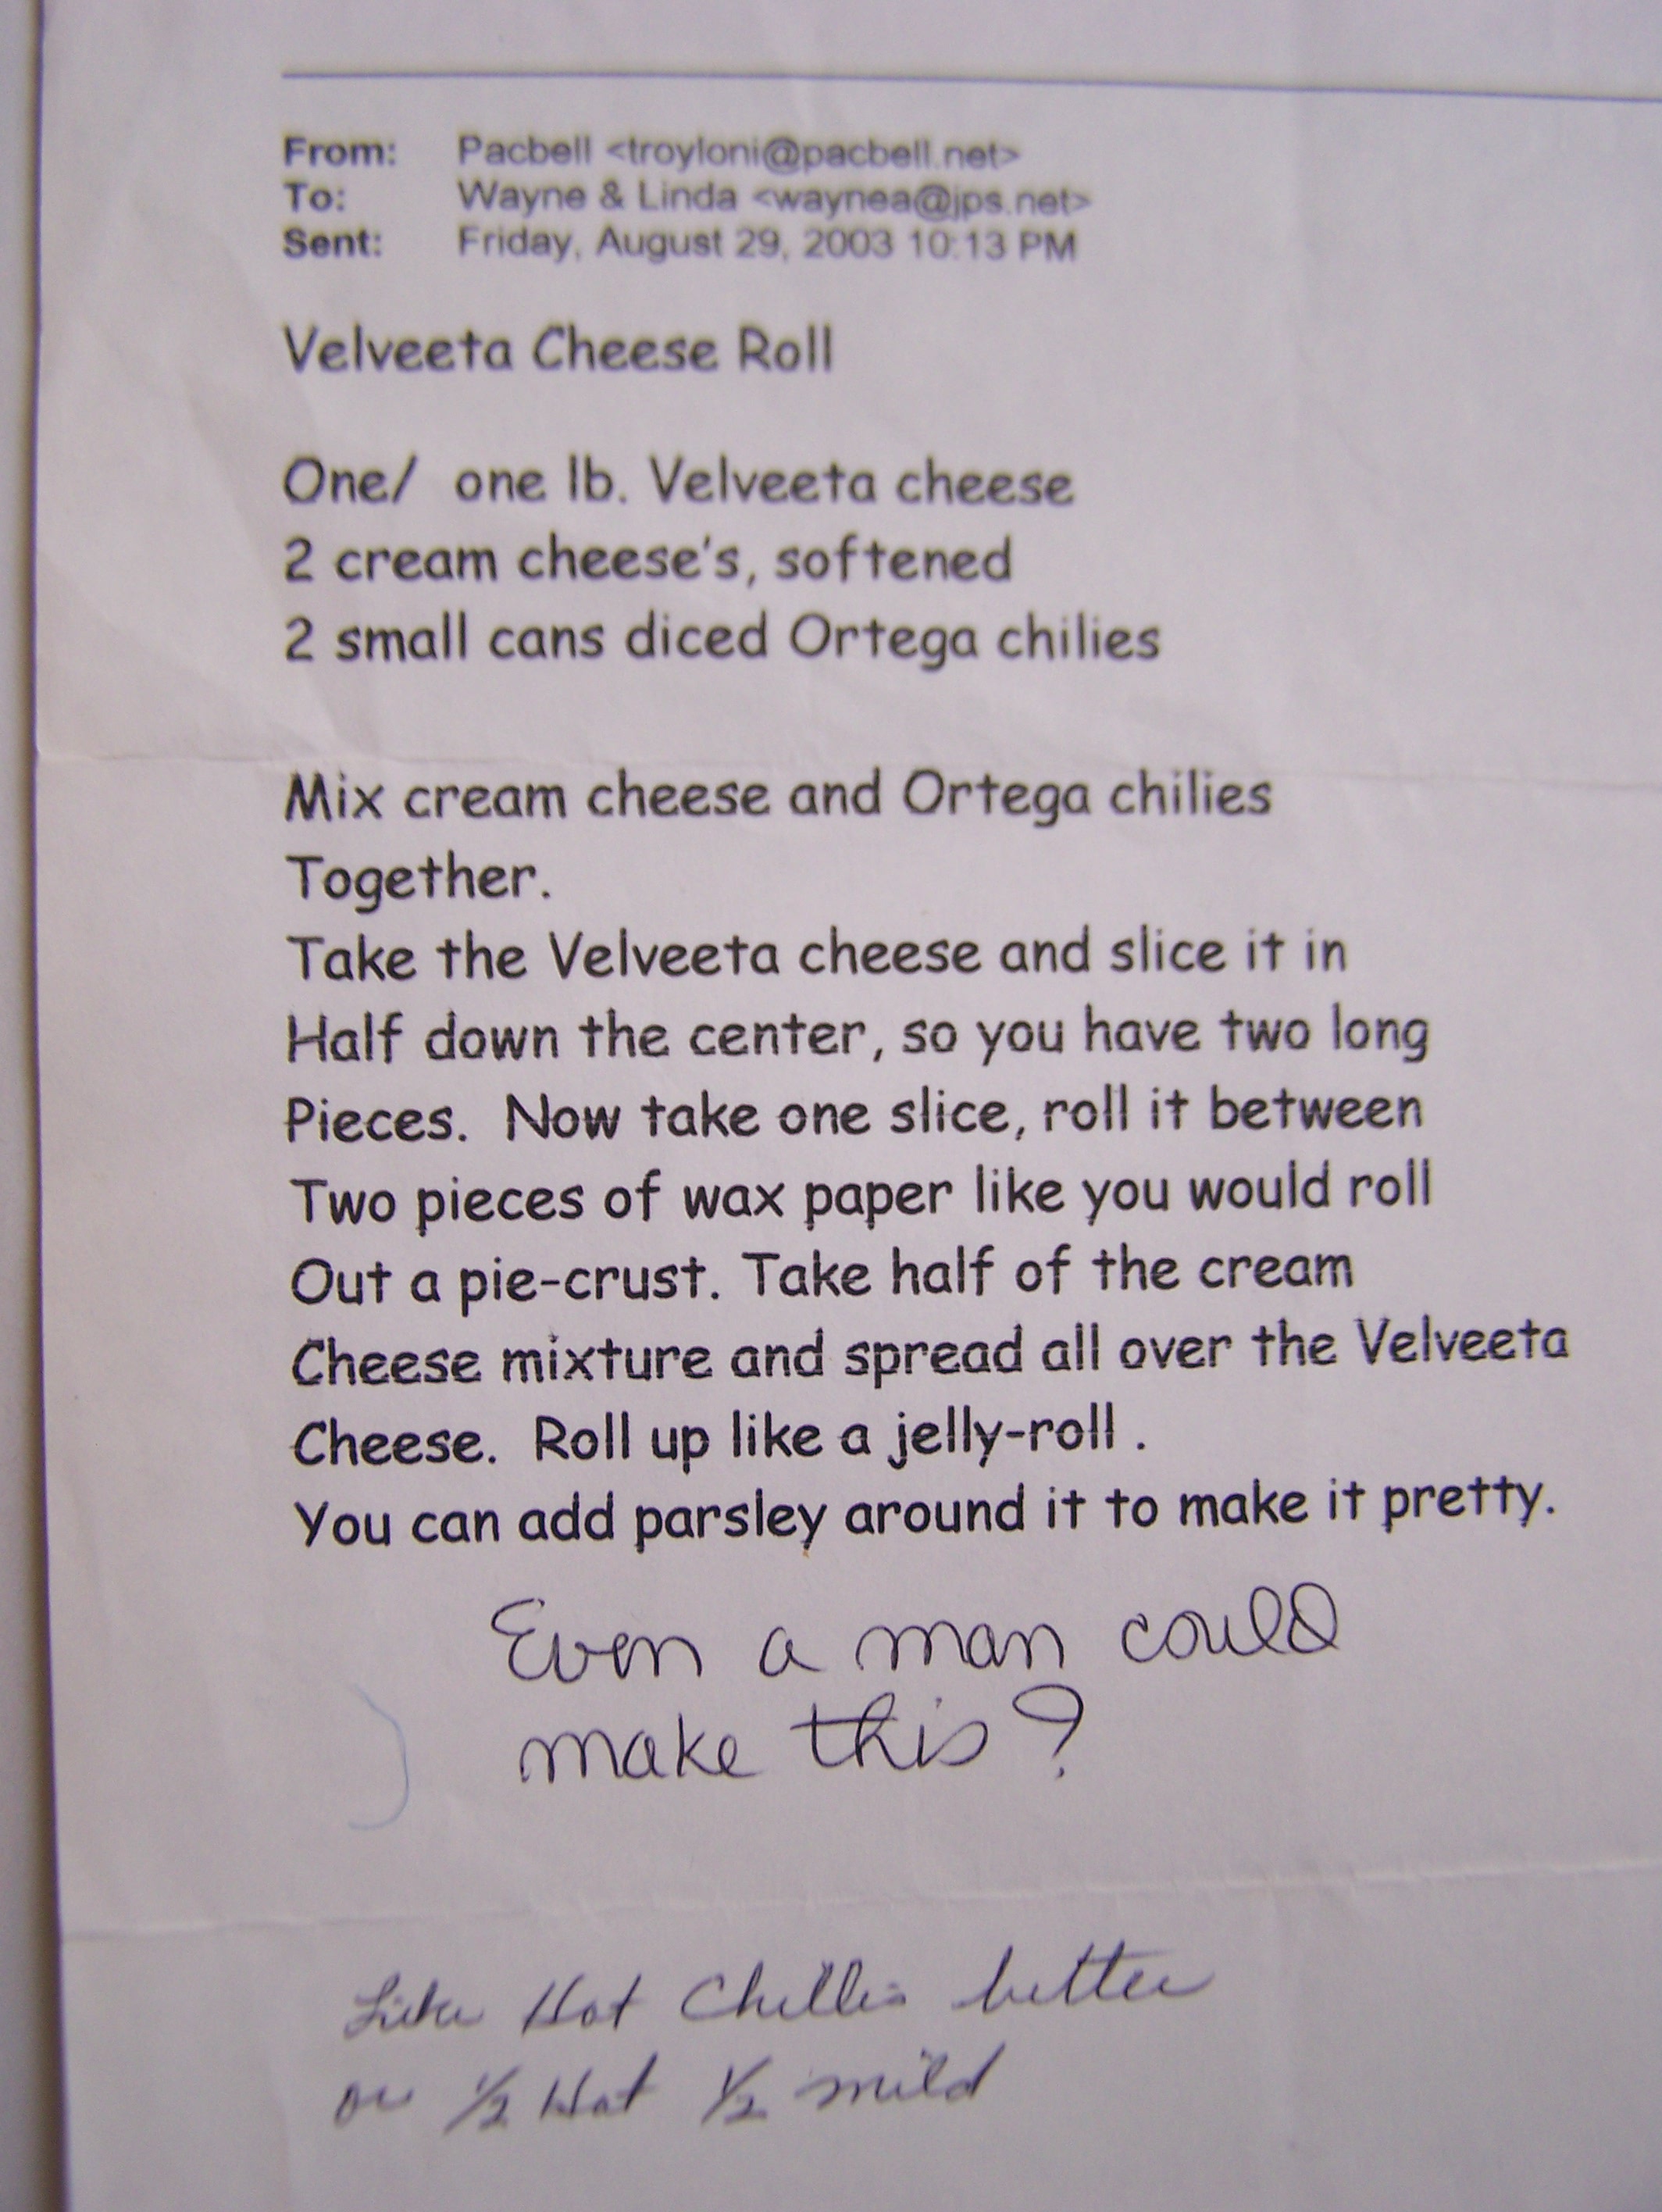 From: Pacbell <troyloni@pacbell.net>
To: Wayne & Linda <waynea@jps.net>
Sent: Friday, August 29, 2003 10:13 PM
Velveeta Cheese Roll
One/ one lb. Velveeta cheese
2 cream cheese's, softened
2 small cans diced Ortega chilies
Mix cream cheese and Ortega chilies
Together.
Take the Velveeta cheese and slice it in
Half down the center, so you have two long
Pieces. Now take one slice, roll it between
Two pieces of wax paper like you would roll
Out a pie-crust. Take half of the cream
Cheese mixture and spread all over the Velveeta
Cheese. Roll up like a jelly-roll .
You can add parsley around it to make it pretty.
Even a man could
make this?
Like Hot Chillis better
or 1/2 Hot 1/2 mild